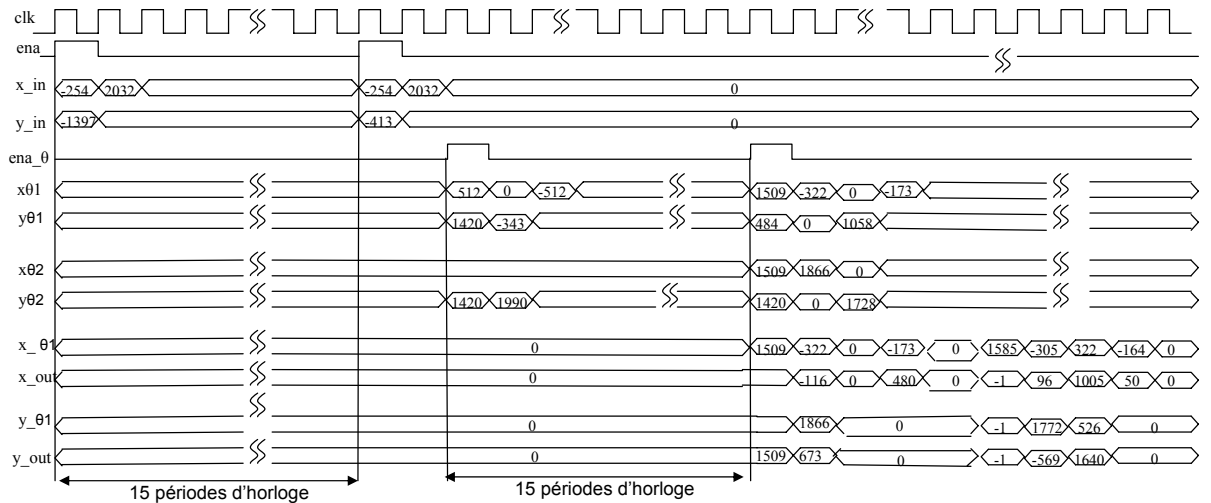 clk
ena
x_in -254 2032 -254 2032 0
y_in -1397 -413 0
ena_θ
xθ1 512 0 -512 1509 -322 0 -173
yθ1 1420 -343 484 0 1058
xθ2 1509 1866 0
yθ2 1420 1990 1420 0 1728
x_θ1 0 1509 -322 0 -173 0 1585 -305 322 -164 0
x_out 0 -116 0 480 0 -1 96 1005 50 0
y_θ1 0 1866 0 -1 1772 526 0
y_out 0 1509 673 0 -1 -569 1640 0
15 périodes d'horloge 15 périodes d'horloge